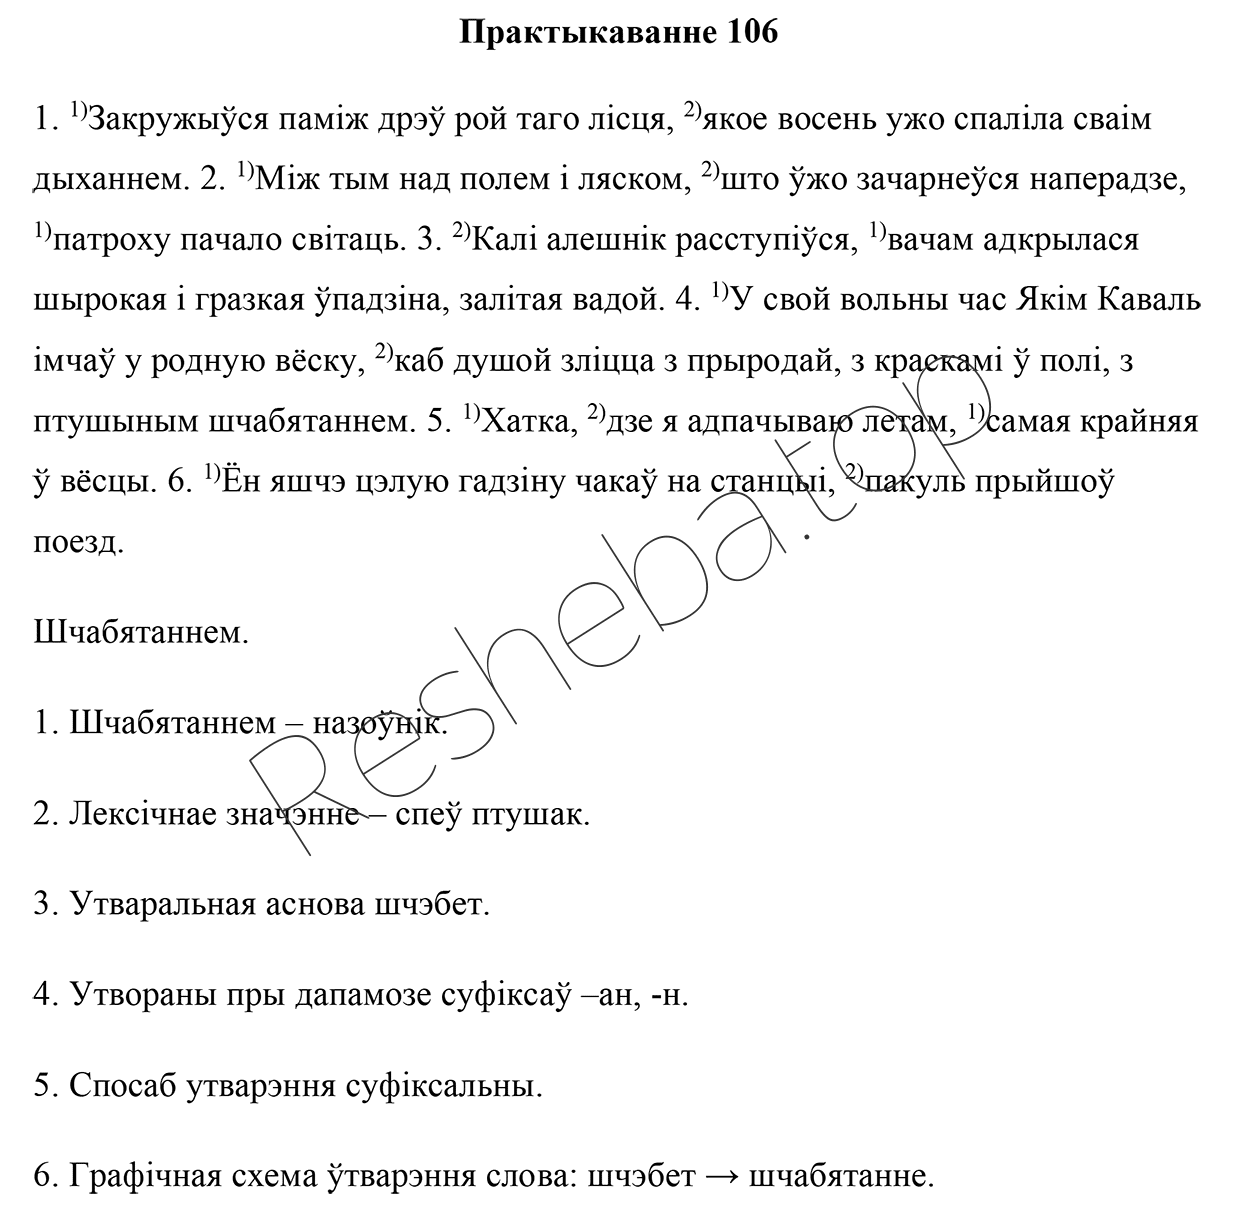 Практыкаванне 106
1. 1)Закружыўся паміж дрэў рой таго лісця, 2)якое восень ужо спаліла сваім
дыханнем. 2. 1)Між тым над полем і ляском, 2)што ўжо зачарнеўся наперадзе,
1)патроху пачало світаць. 3. 2)Калі алешнік расступіўся, 1)вачам адкрылася
шырокая і гразкая ўпадзіна, залітая вадой. 4. 1)У свой вольны час Якім Каваль
імчаў у родную вёску, 2)каб душой зліцца з прыродай, з краскамі ў полі, з
птушыным шчабятаннем. 5. 1)Хатка, 2)дзе я адпачываю летам, 1)самая крайняя
ў вёсцы. 6. 1)Ён яшчэ цэлую гадзіну чакаў на станцыі, 2)пакуль прыйшоў
поезд.
Шчабятаннем.
1. Шчабятаннем – назоўнік.
2. Лексічнае значэнне – спеў птушак.
3. Утваральная аснова шчэбет.
4. Утвораны пры дапамозе суфіксаў –ан, -н.
5. Спосаб утварэння суфіксальны.
6. Графічная схема ўтварэння слова: шчэбет → шчабятанне.
Resheba.top